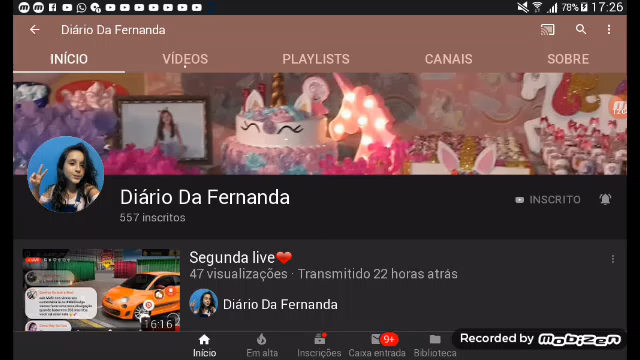 78% 17:26
Diário Da Fernanda
INÍCIO VÍDEOS PLAYLISTS CANAIS SOBRE
Diário Da Fernanda
557 inscritos
INSCRITO
Segunda live❤
47 visualizações · Transmitido 22 horas atrás
Diário Da Fernanda
16:16
9+
Início Em alta Inscrições Caixa entrada Biblioteca
Recorded by Mobizen